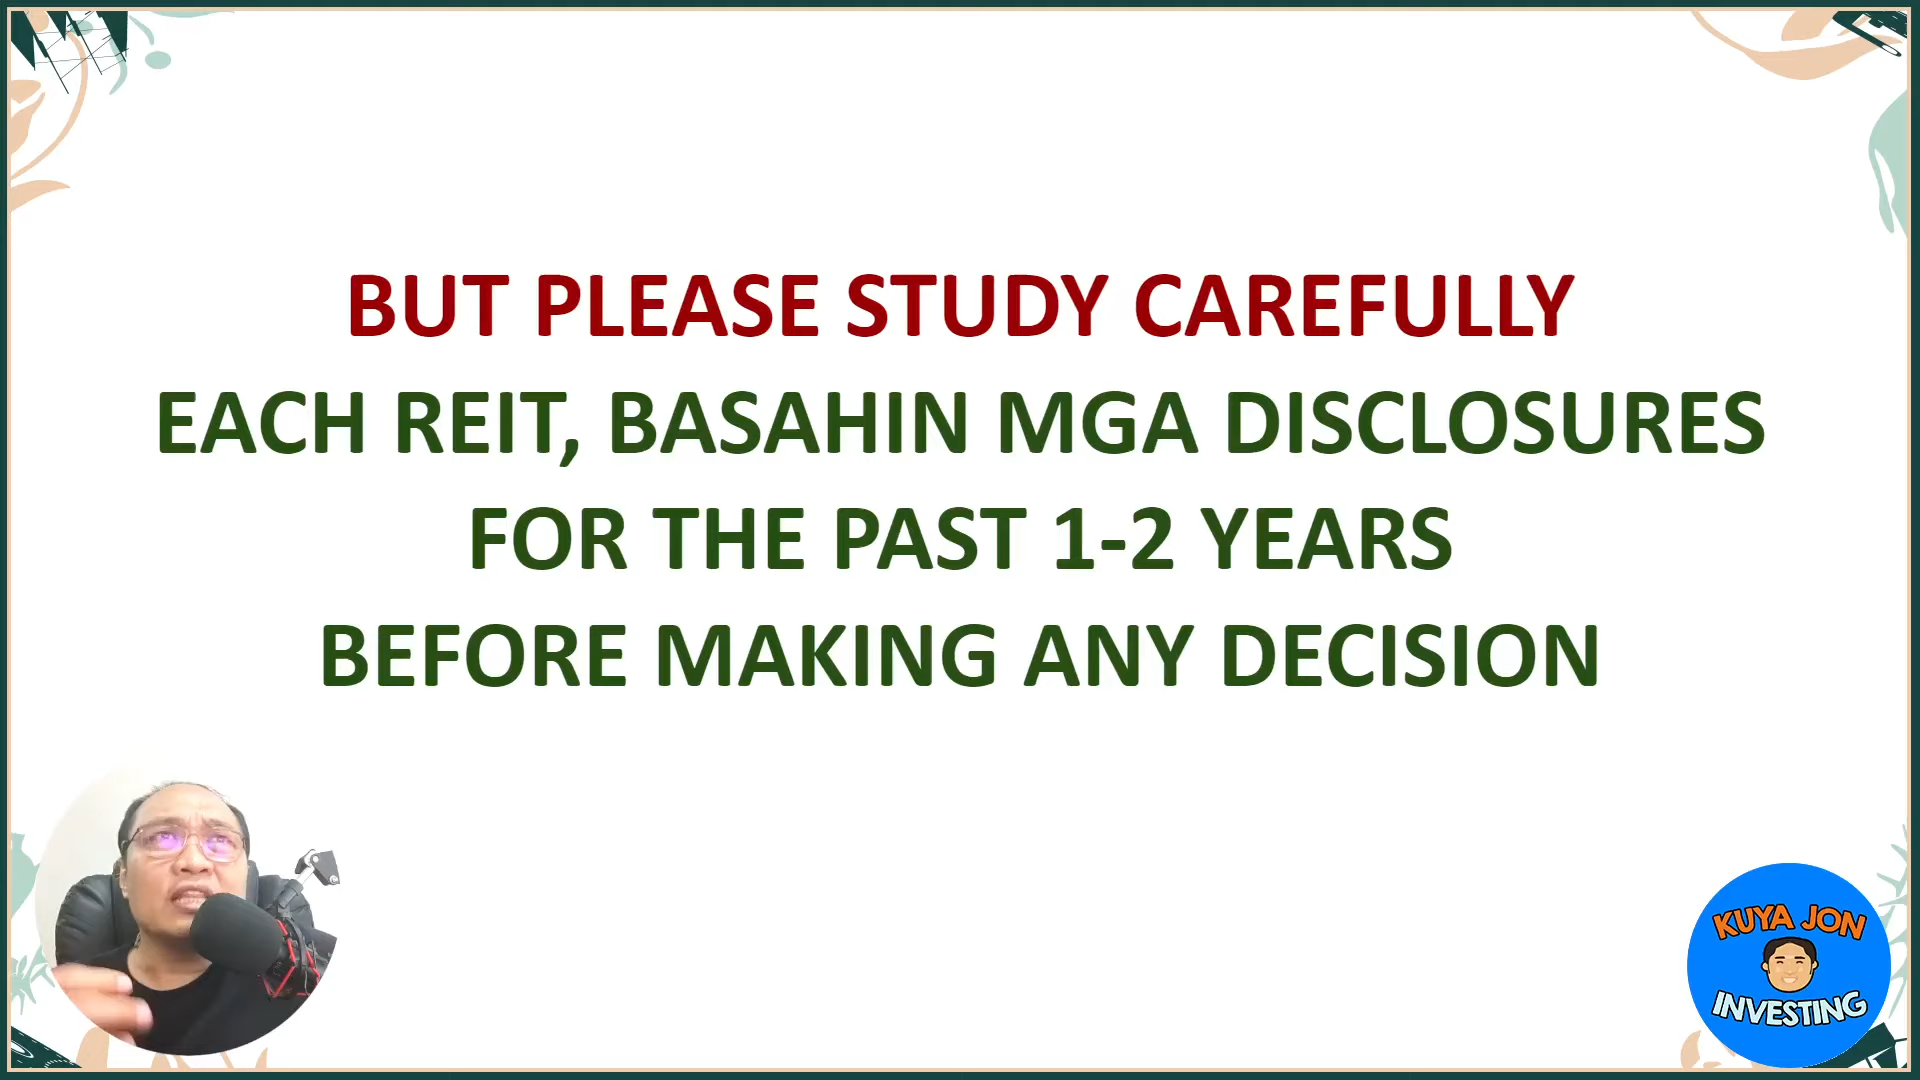 BUT PLEASE STUDY CAREFULLY
EACH REIT, BASAHIN MGA DISCLOSURES
FOR THE PAST 1-2 YEARS
BEFORE MAKING ANY DECISION
KUYA JON
INVESTING